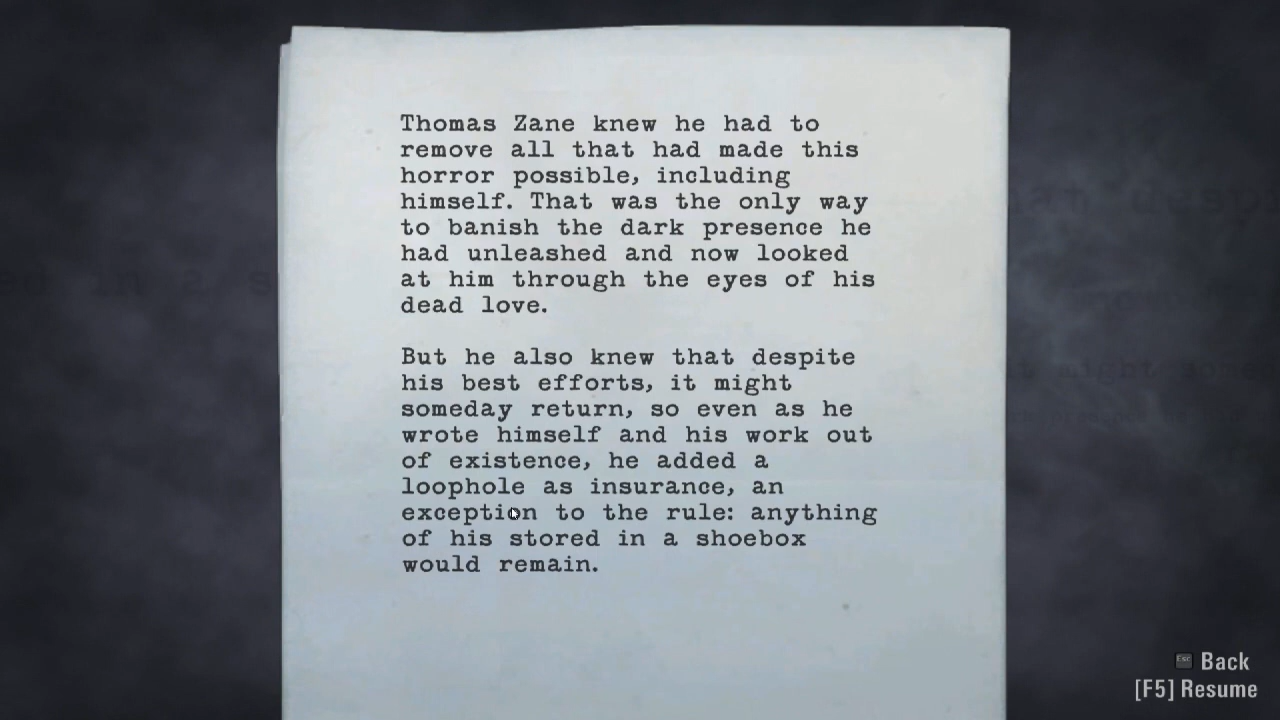 Thomas Zane knew he had to
remove all that had made this
horror possible, including
himself. That was the only way
to banish the dark presence he
had unleashed and now looked
at him through the eyes of his
dead love.
But he also knew that despite
his best efforts, it might
someday return, so even as he
wrote himself and his work out
of existence, he added a
loophole as insurance, an
exception to the rule: anything
of his stored in a shoebox
would remain.
Esc Back
[F5] Resume